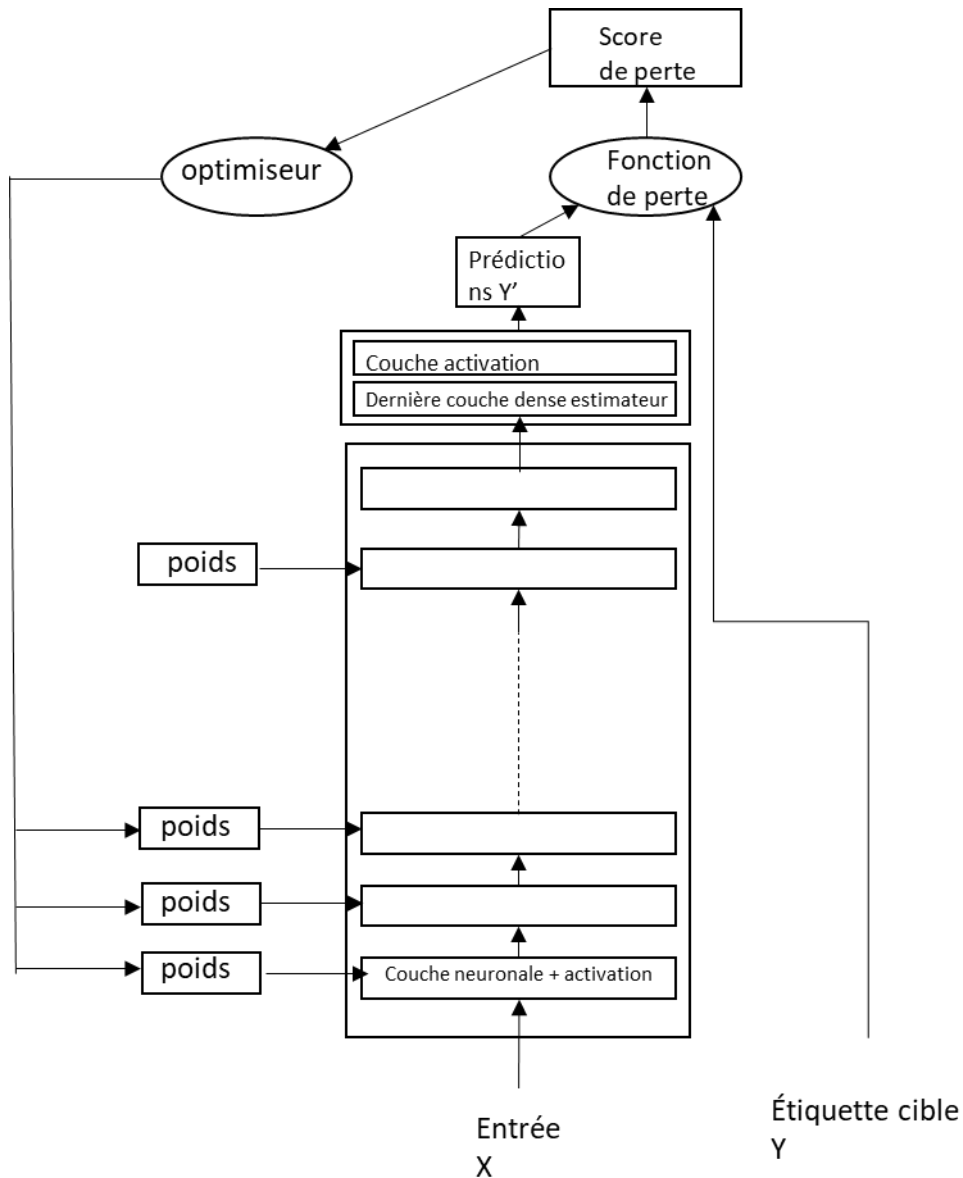 Score
de perte
optimiseur
Fonction
de perte
Prédictio
ns Y’
Couche activation
Dernière couche dense estimateur
poids
poids
poids
poids
Couche neuronale + activation
Entrée
X
Étiquette cible
Y